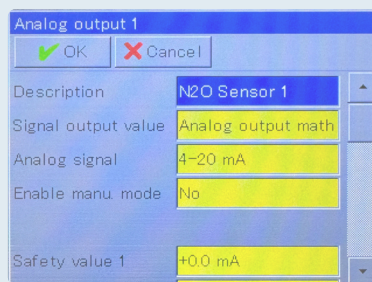 Analog output 1
OK Cancel
Description N2O Sensor 1
Signal output value Analog output math
Analog signal 4-20 mA
Enable manu. mode No
Safety value 1 +0.0 mA